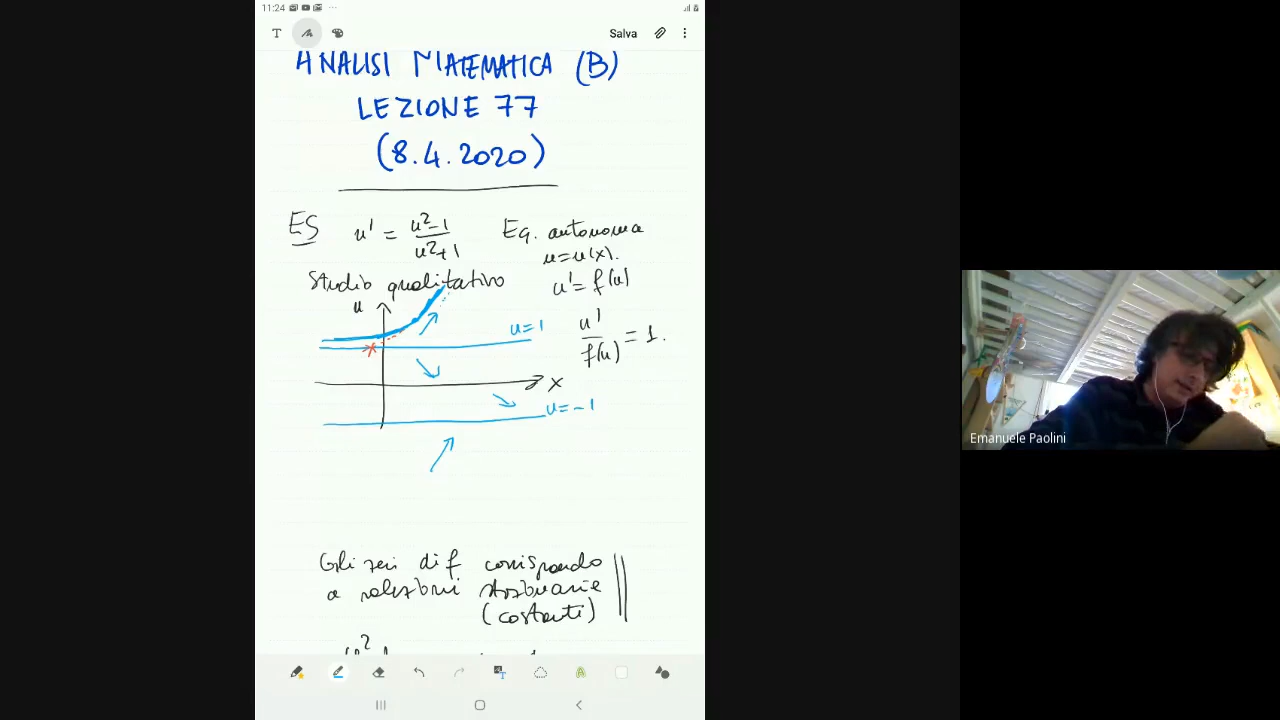 11:24
T Salva
ANALISI MATEMATICA (B)
LEZIONE 77
(8.4.2020)
ES u' = (u²-1)/(u²+1) Eq. autonoma
u=u(x).
Studio qualitativo u' = f(u)
u
u=1 u'/f(u) = 1.
x
u=-1
Gli zeri di f corrispondo
a soluzioni stazionarie
(costanti)
Emanuele Paolini